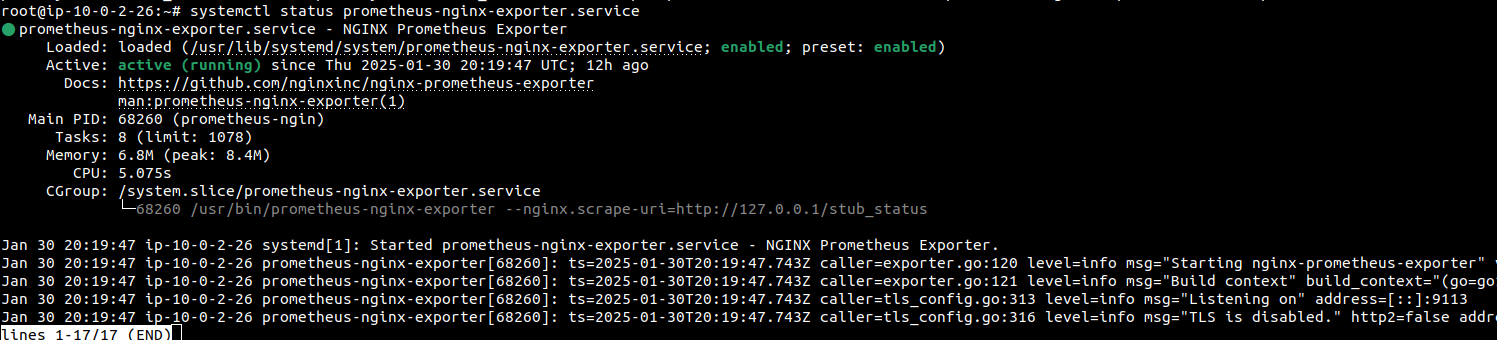 root@ip-10-0-2-26:~# systemctl status prometheus-nginx-exporter.service
● prometheus-nginx-exporter.service - NGINX Prometheus Exporter
Loaded: loaded (/usr/lib/systemd/system/prometheus-nginx-exporter.service; enabled; preset: enabled)
Active: active (running) since Thu 2025-01-30 20:19:47 UTC; 12h ago
Docs: https://github.com/nginxinc/nginx-prometheus-exporter
man:prometheus-nginx-exporter(1)
Main PID: 68260 (prometheus-ngin)
Tasks: 8 (limit: 1078)
Memory: 6.8M (peak: 8.4M)
CPU: 5.075s
CGroup: /system.slice/prometheus-nginx-exporter.service
└─68260 /usr/bin/prometheus-nginx-exporter --nginx.scrape-uri=http://127.0.0.1/stub_status
Jan 30 20:19:47 ip-10-0-2-26 systemd[1]: Started prometheus-nginx-exporter.service - NGINX Prometheus Exporter.
Jan 30 20:19:47 ip-10-0-2-26 prometheus-nginx-exporter[68260]: ts=2025-01-30T20:19:47.743Z caller=exporter.go:120 level=info msg="Starting nginx-prometheus-exporter"
Jan 30 20:19:47 ip-10-0-2-26 prometheus-nginx-exporter[68260]: ts=2025-01-30T20:19:47.743Z caller=exporter.go:121 level=info msg="Build context" build_context="(go=go
Jan 30 20:19:47 ip-10-0-2-26 prometheus-nginx-exporter[68260]: ts=2025-01-30T20:19:47.743Z caller=tls_config.go:313 level=info msg="Listening on" address=[::]:9113
Jan 30 20:19:47 ip-10-0-2-26 prometheus-nginx-exporter[68260]: ts=2025-01-30T20:19:47.743Z caller=tls_config.go:316 level=info msg="TLS is disabled." http2=false addre
lines 1-17/17 (END)